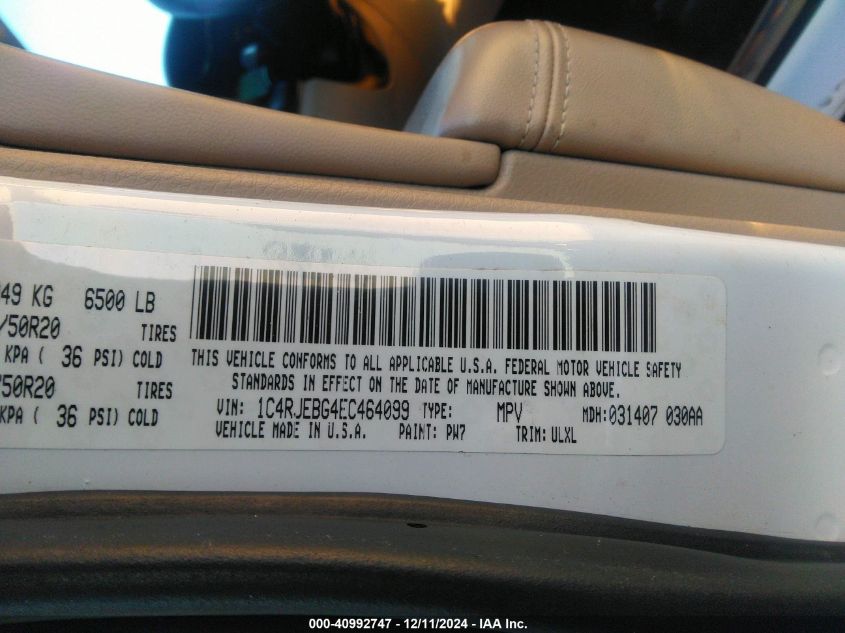 49 KG 6500 LB
/50R20 TIRES
KPA ( 36 PSI) COLD
50R20 TIRES
KPA ( 36 PSI) COLD
THIS VEHICLE CONFORMS TO ALL APPLICABLE U.S.A. FEDERAL MOTOR VEHICLE SAFETY
STANDARDS IN EFFECT ON THE DATE OF MANUFACTURE SHOWN ABOVE.
VIN: 1C4RJEBG4EC464099 TYPE: MPV MDH:031407 030AA
VEHICLE MADE IN U.S.A. PAINT: PW7 TRIM: ULXL
000-40992747 - 12/11/2024 - IAA Inc.